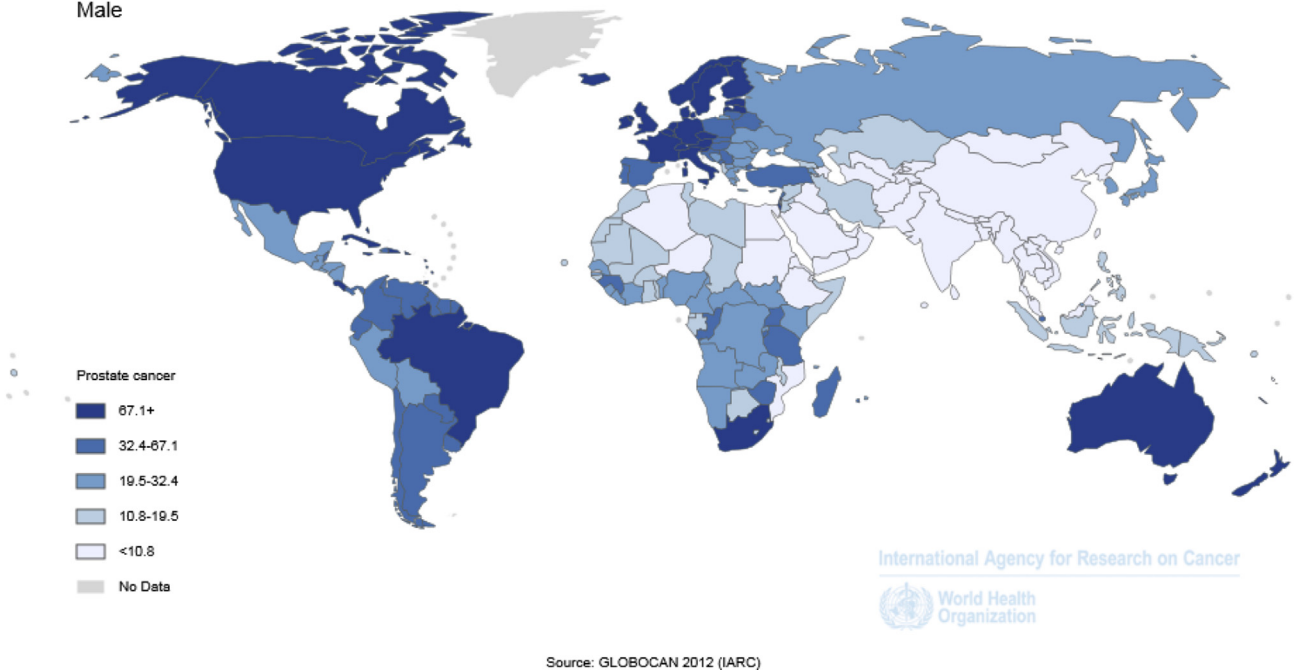 Male
Prostate cancer
67.1+
32.4-67.1
19.5-32.4
10.8-19.5
<10.8
No Data
International Agency for Research on Cancer
World Health
Organization
Source: GLOBOCAN 2012 (IARC)